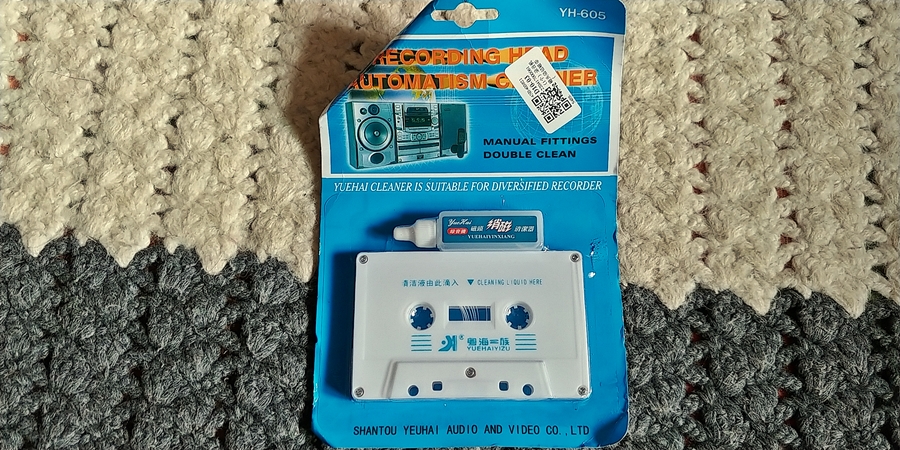 YH-605
RECORDING HEAD
AUTOMATISM CLEANER
MANUAL FITTINGS
DOUBLE CLEAN
YUEHAI CLEANER IS SUITABLE FOR DIVERSIFIED RECORDER
YueHai
YUEHAIYINXIANG
清洁液由此滴入 ▼ CLEANING LIQUID HERE
粤海一族
YUEHAIYIZU
SHANTOU YEUHAI AUDIO AND VIDEO CO.,LTD